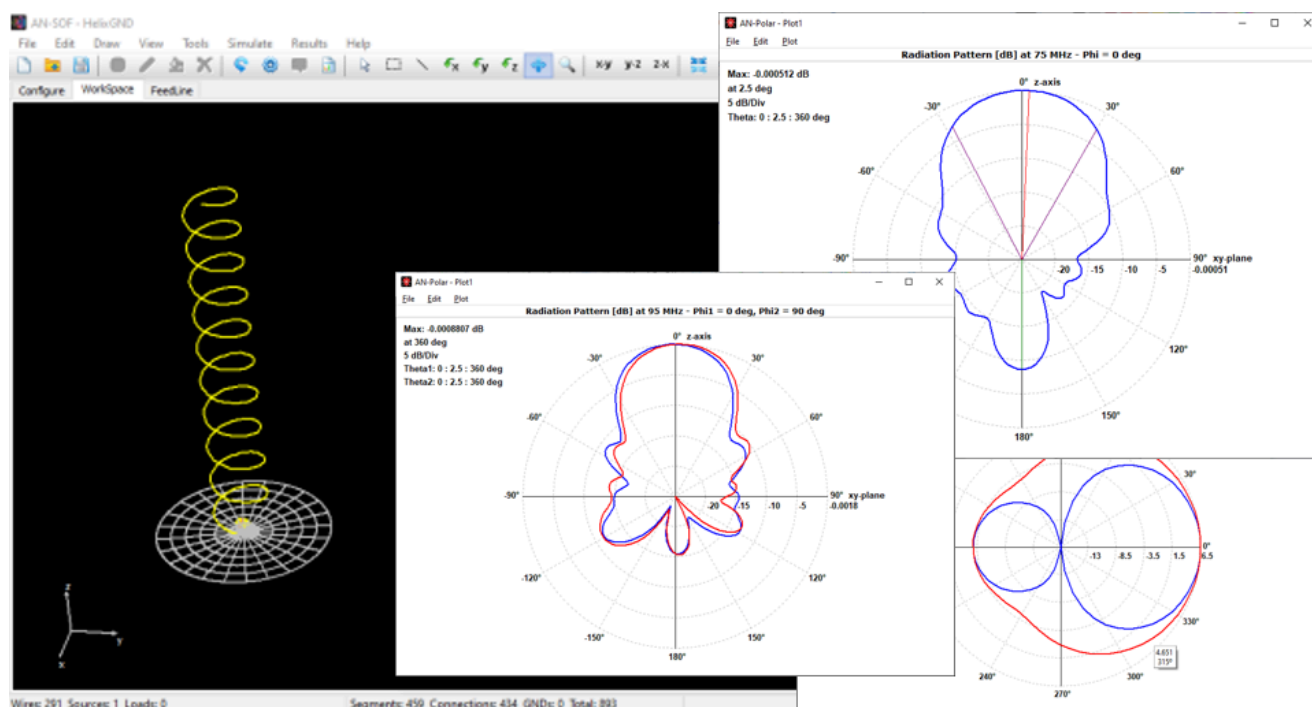 AN-SOF - HelixGND
File Edit Draw View Tools Simulate Results Help
x-y y-z z-x
Configure WorkSpace FeedLine
z
y
x
Wires: 291 Sources: 1 Loads: 0 Segments: 459 Connections: 434 GNDs: 0 Total: 893
AN-Polar - Plot1
File Edit Plot
Radiation Pattern [dB] at 75 MHz - Phi = 0 deg
Max: -0.000512 dB
at 2.5 deg
5 dB/Div
Theta: 0 : 2.5 : 360 deg
0° z-axis
-30° 30°
-60° 60°
-90° 90° xy-plane
-20 -15 -10 -5 -0.00051
120°
150°
180°
AN-Polar - Plot1
File Edit Plot
Radiation Pattern [dB] at 95 MHz - Phi1 = 0 deg, Phi2 = 90 deg
Max: -0.0008807 dB
at 360 deg
5 dB/Div
Theta1: 0 : 2.5 : 360 deg
Theta2: 0 : 2.5 : 360 deg
0° z-axis
-30° 30°
-60° 60°
-90° 90° xy-plane
-20 -15 -10 -5 -0.0018
-120° 120°
-150° 150°
180°
30°
0°
-13 -8.5 -3.5 1.5 6.5
330°
4.651
315°
240° 300°
270°